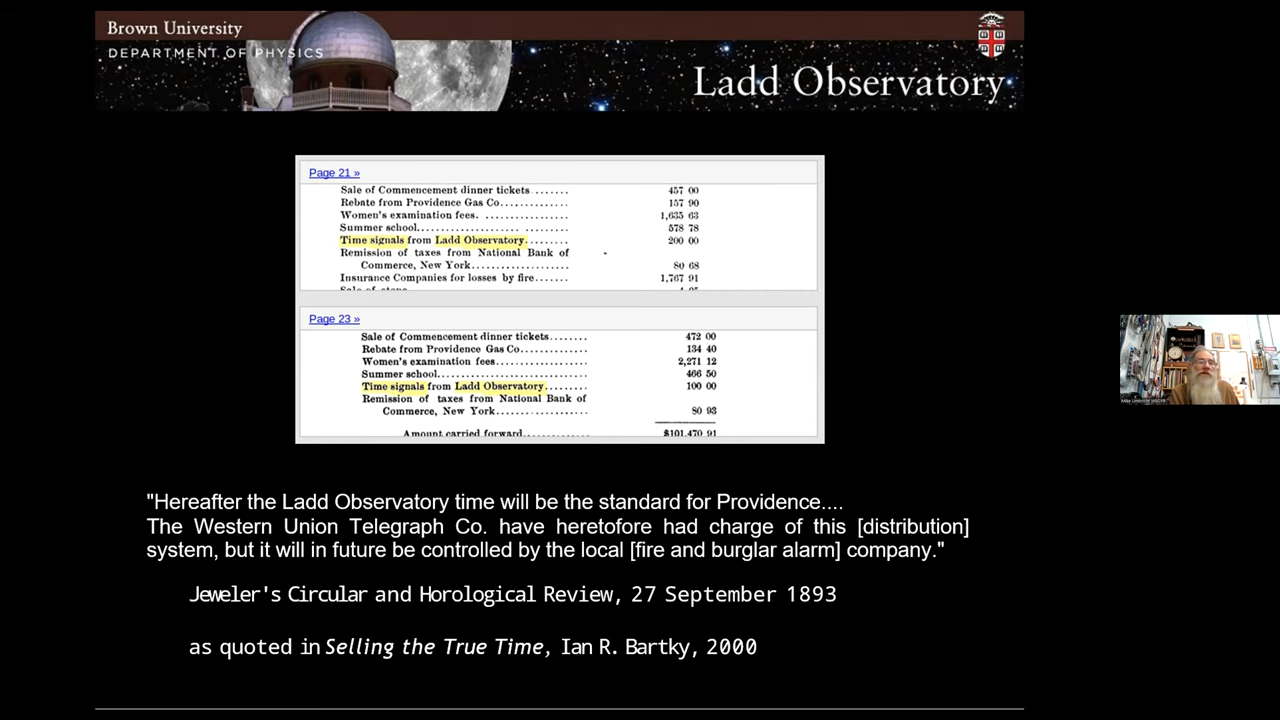 Brown University
DEPARTMENT OF PHYSICS
Ladd Observatory
Page 21 »
Sale of Commencement dinner tickets....... 457 00
Rebate from Providence Gas Co............. 157 90
Women's examination fees. ................ 1,635 63
Summer school............................. 578 78
Time signals from Ladd Observatory........ 200 00
Remission of taxes from National Bank of
Commerce, New York........................ 80 68
Insurance Companies for losses by fire...... 1,767 91
Page 23 »
Sale of Commencement dinner tickets....... 472 00
Rebate from Providence Gas Co............. 134 40
Women's examination fees.................. 2,271 12
Summer school............................. 466 50
Time signals from Ladd Observatory........ 100 00
Remission of taxes from National Bank of
Commerce, New York........................ 80 93
Amount carried forward.............. $101,470 91
"Hereafter the Ladd Observatory time will be the standard for Providence....
The Western Union Telegraph Co. have heretofore had charge of this [distribution]
system, but it will in future be controlled by the local [fire and burglar alarm] company."
Jeweler's Circular and Horological Review, 27 September 1893
as quoted in Selling the True Time, Ian R. Bartky, 2000